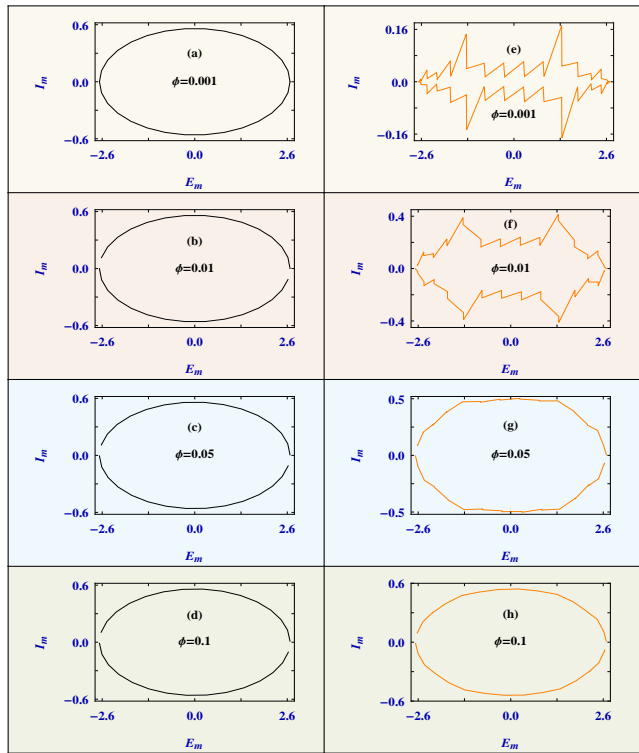 0.6
(a)
I_m
0.0
ϕ=0.001
−0.6
−2.6 0.0 2.6
E_m
0.16
(e)
I_m
0.0
ϕ=0.001
−0.16
−2.6 0.0 2.6
E_m
0.6
(b)
I_m
0.0
ϕ=0.01
−0.6
−2.6 0.0 2.6
E_m
0.4
(f)
I_m
0.0
ϕ=0.01
−0.4
−2.6 0.0 2.6
E_m
0.6
(c)
I_m
0.0
ϕ=0.05
−0.6
−2.6 0.0 2.6
E_m
0.5
(g)
I_m
0.0
ϕ=0.05
−0.5
−2.6 0.0 2.6
E_m
0.6
(d)
I_m
0.0
ϕ=0.1
−0.6
−2.6 0.0 2.6
E_m
0.6
(h)
I_m
0.0
ϕ=0.1
−0.6
−2.6 0.0 2.6
E_m